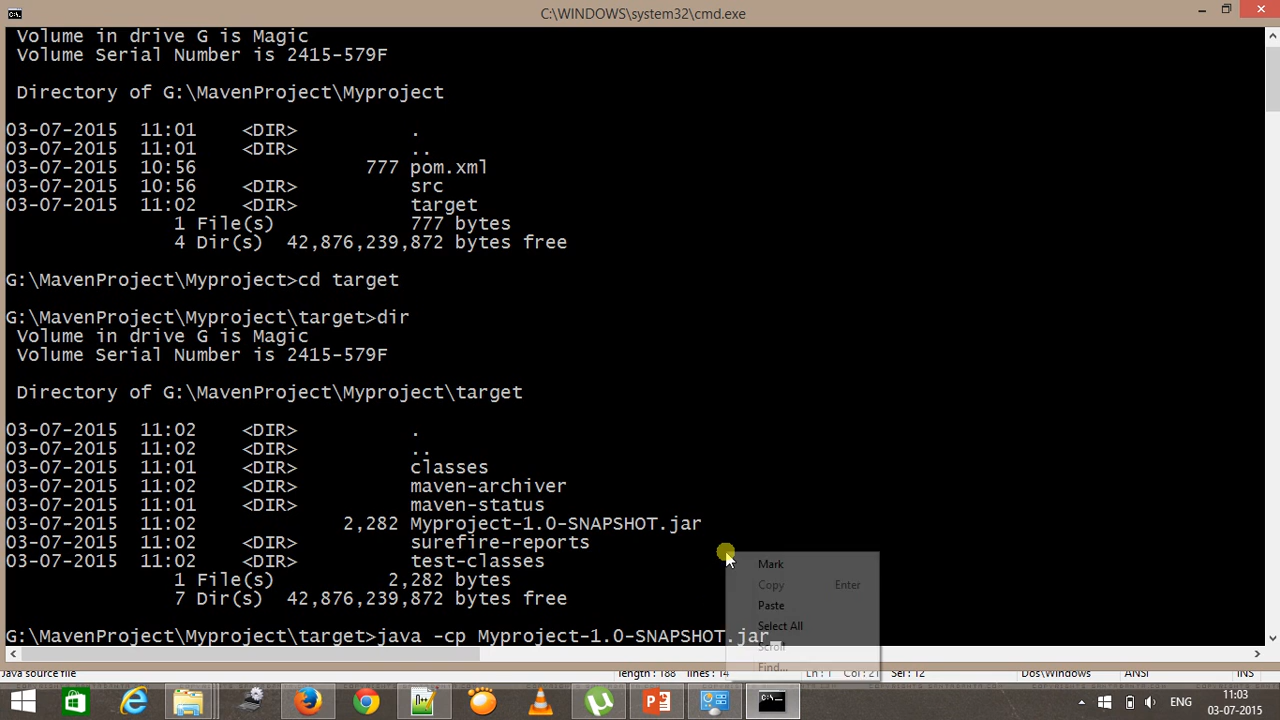 C:\WINDOWS\system32\cmd.exe
Volume in drive G is Magic
Volume Serial Number is 2415-579F
Directory of G:\MavenProject\Myproject
03-07-2015 11:01 <DIR> .
03-07-2015 11:01 <DIR> ..
03-07-2015 10:56 777 pom.xml
03-07-2015 10:56 <DIR> src
03-07-2015 11:02 <DIR> target
1 File(s) 777 bytes
4 Dir(s) 42,876,239,872 bytes free
G:\MavenProject\Myproject>cd target
G:\MavenProject\Myproject\target>dir
Volume in drive G is Magic
Volume Serial Number is 2415-579F
Directory of G:\MavenProject\Myproject\target
03-07-2015 11:02 <DIR> .
03-07-2015 11:02 <DIR> ..
03-07-2015 11:01 <DIR> classes
03-07-2015 11:02 <DIR> maven-archiver
03-07-2015 11:01 <DIR> maven-status
03-07-2015 11:02 2,282 Myproject-1.0-SNAPSHOT.jar
03-07-2015 11:02 <DIR> surefire-reports
03-07-2015 11:02 <DIR> test-classes
1 File(s) 2,282 bytes
7 Dir(s) 42,876,239,872 bytes free
G:\MavenProject\Myproject\target>java -cp Myproject-1.0-SNAPSHOT.jar
Mark
Copy Enter
Paste
Select All
Scroll
Find...
Java source file length : 188 lines : 14 Ln : 1 Col : 21 Sel : 12 Dos\Windows ANSI INS
ENG
11:03
03-07-2015